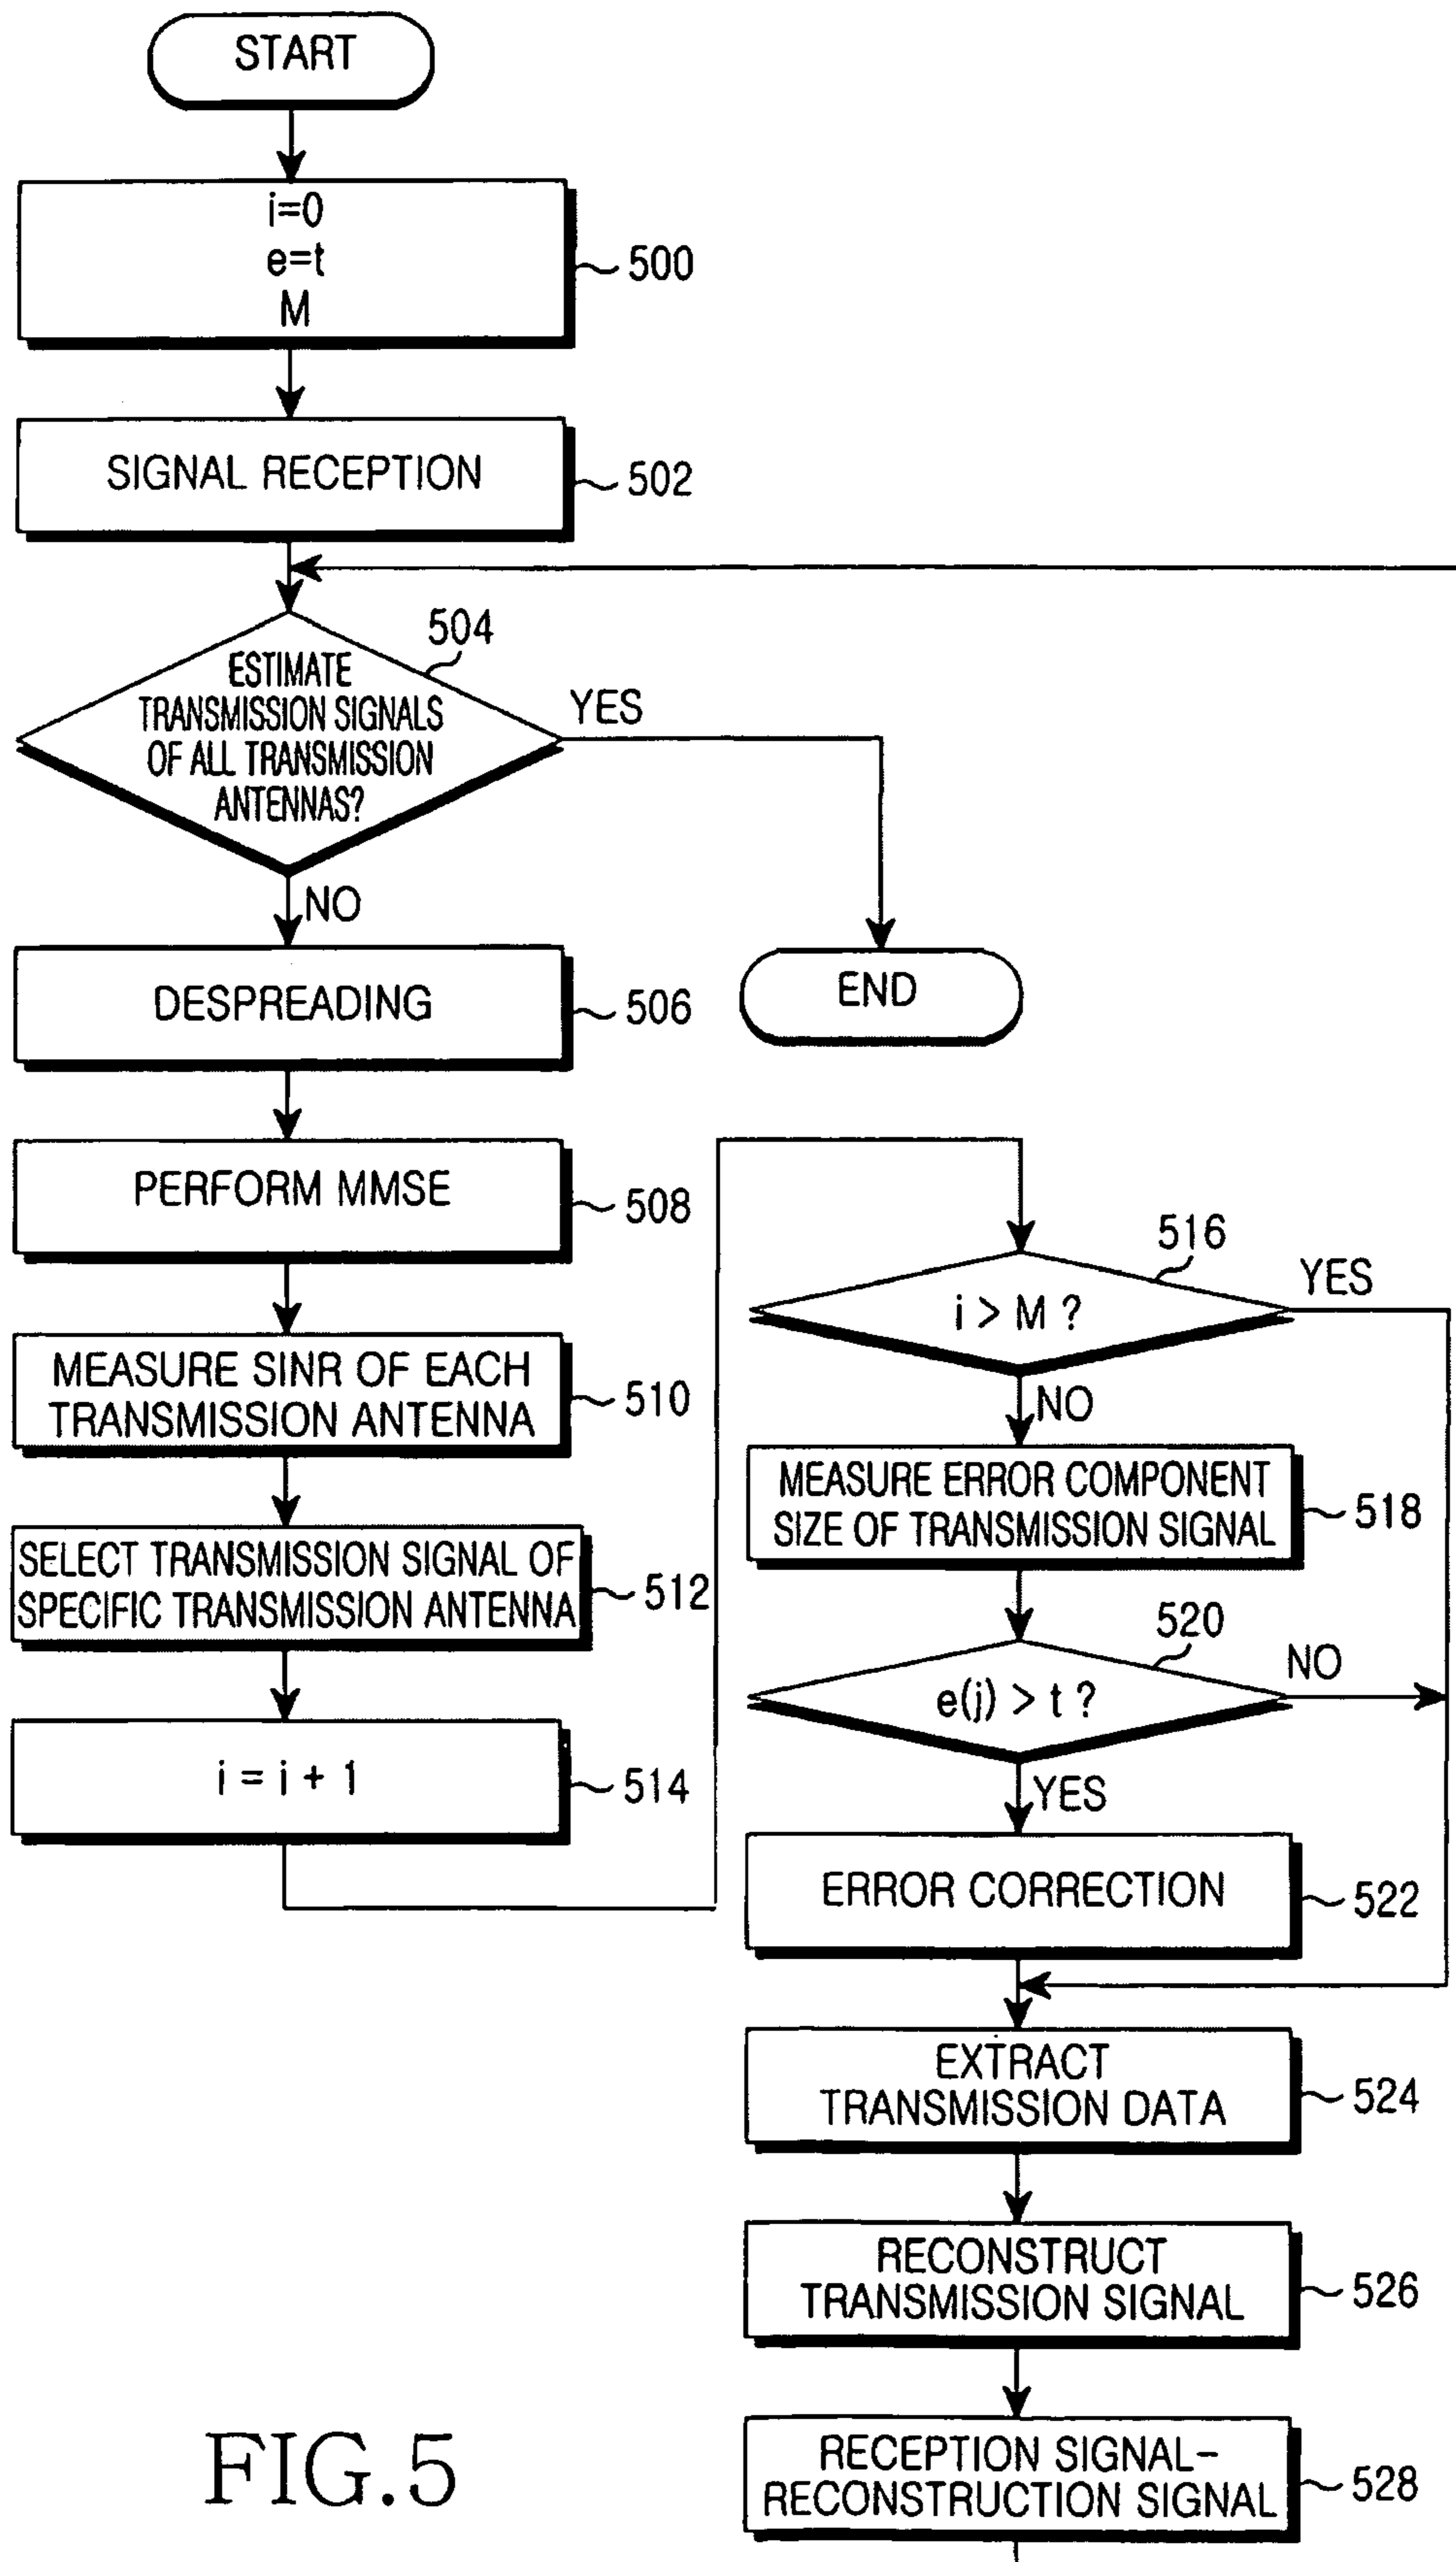 START
i=0
e=t
M
500
SIGNAL RECEPTION
502
504
ESTIMATE
TRANSMISSION SIGNALS
OF ALL TRANSMISSION
ANTENNAS?
YES
NO
END
DESPREADING
506
PERFORM MMSE
508
MEASURE SINR OF EACH
TRANSMISSION ANTENNA
510
SELECT TRANSMISSION SIGNAL OF
SPECIFIC TRANSMISSION ANTENNA
512
i = i + 1
514
516
i > M ?
YES
NO
MEASURE ERROR COMPONENT
SIZE OF TRANSMISSION SIGNAL
518
520
e(j) > t ?
NO
YES
ERROR CORRECTION
522
EXTRACT
TRANSMISSION DATA
524
RECONSTRUCT
TRANSMISSION SIGNAL
526
RECEPTION SIGNAL-
RECONSTRUCTION SIGNAL
528
FIG.5